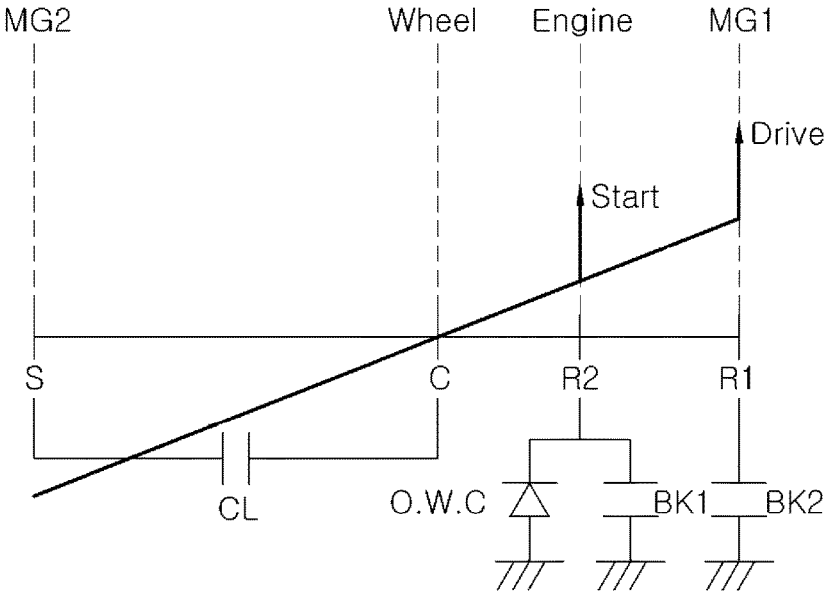 MG2 Wheel Engine MG1
Drive
Start
S C R2 R1
CL O.W.C BK1 BK2